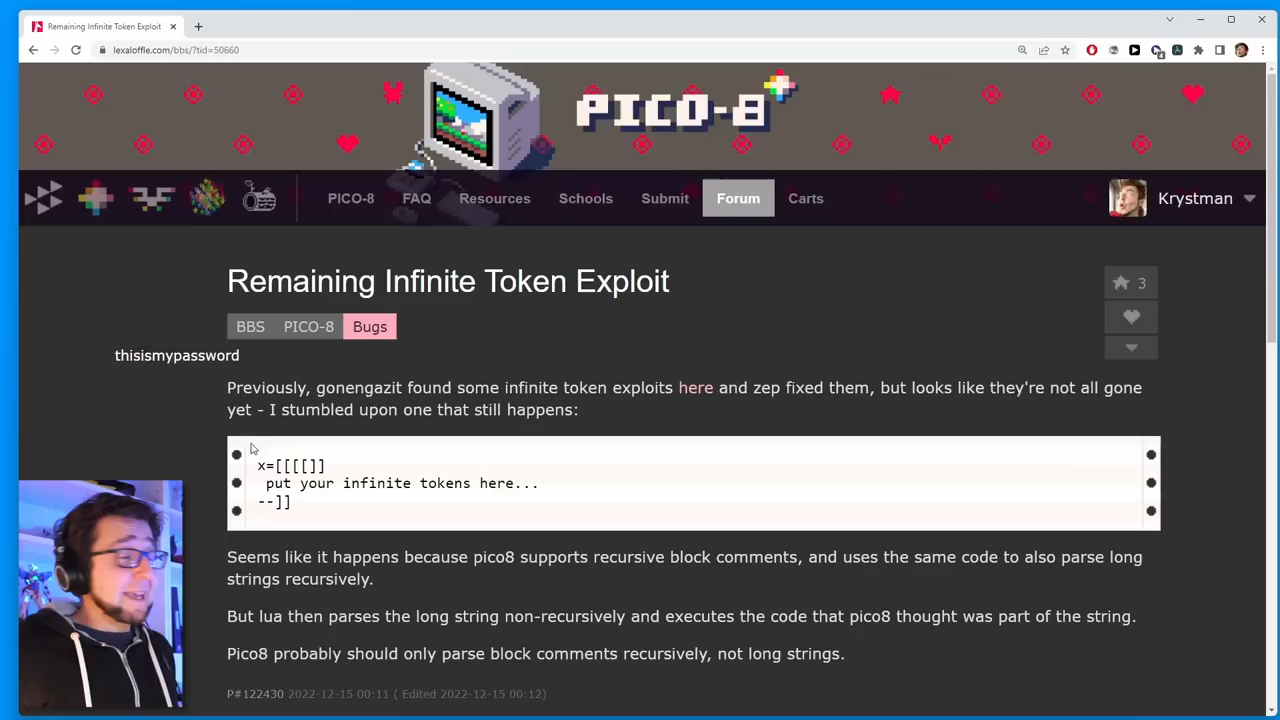 Remaining Infinite Token Exploit
lexaloffle.com/bbs/?tid=50660
PICO-8
PICO-8 FAQ Resources Schools Submit Forum Carts Krystman
Remaining Infinite Token Exploit
3
BBS PICO-8 Bugs
thisismypassword
Previously, gonengazit found some infinite token exploits here and zep fixed them, but looks like they're not all gone
yet - I stumbled upon one that still happens:
x=[[[[]]
put your infinite tokens here...
--]]
Seems like it happens because pico8 supports recursive block comments, and uses the same code to also parse long
strings recursively.
But lua then parses the long string non-recursively and executes the code that pico8 thought was part of the string.
Pico8 probably should only parse block comments recursively, not long strings.
P#122430 2022-12-15 00:11 ( Edited 2022-12-15 00:12)